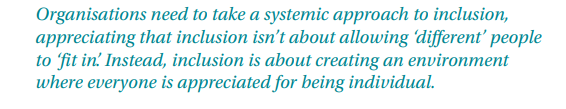 Organisations need to take a systemic approach to inclusion,
appreciating that inclusion isn’t about allowing ‘different’ people
to ‘fit in’. Instead, inclusion is about creating an environment
where everyone is appreciated for being individual.